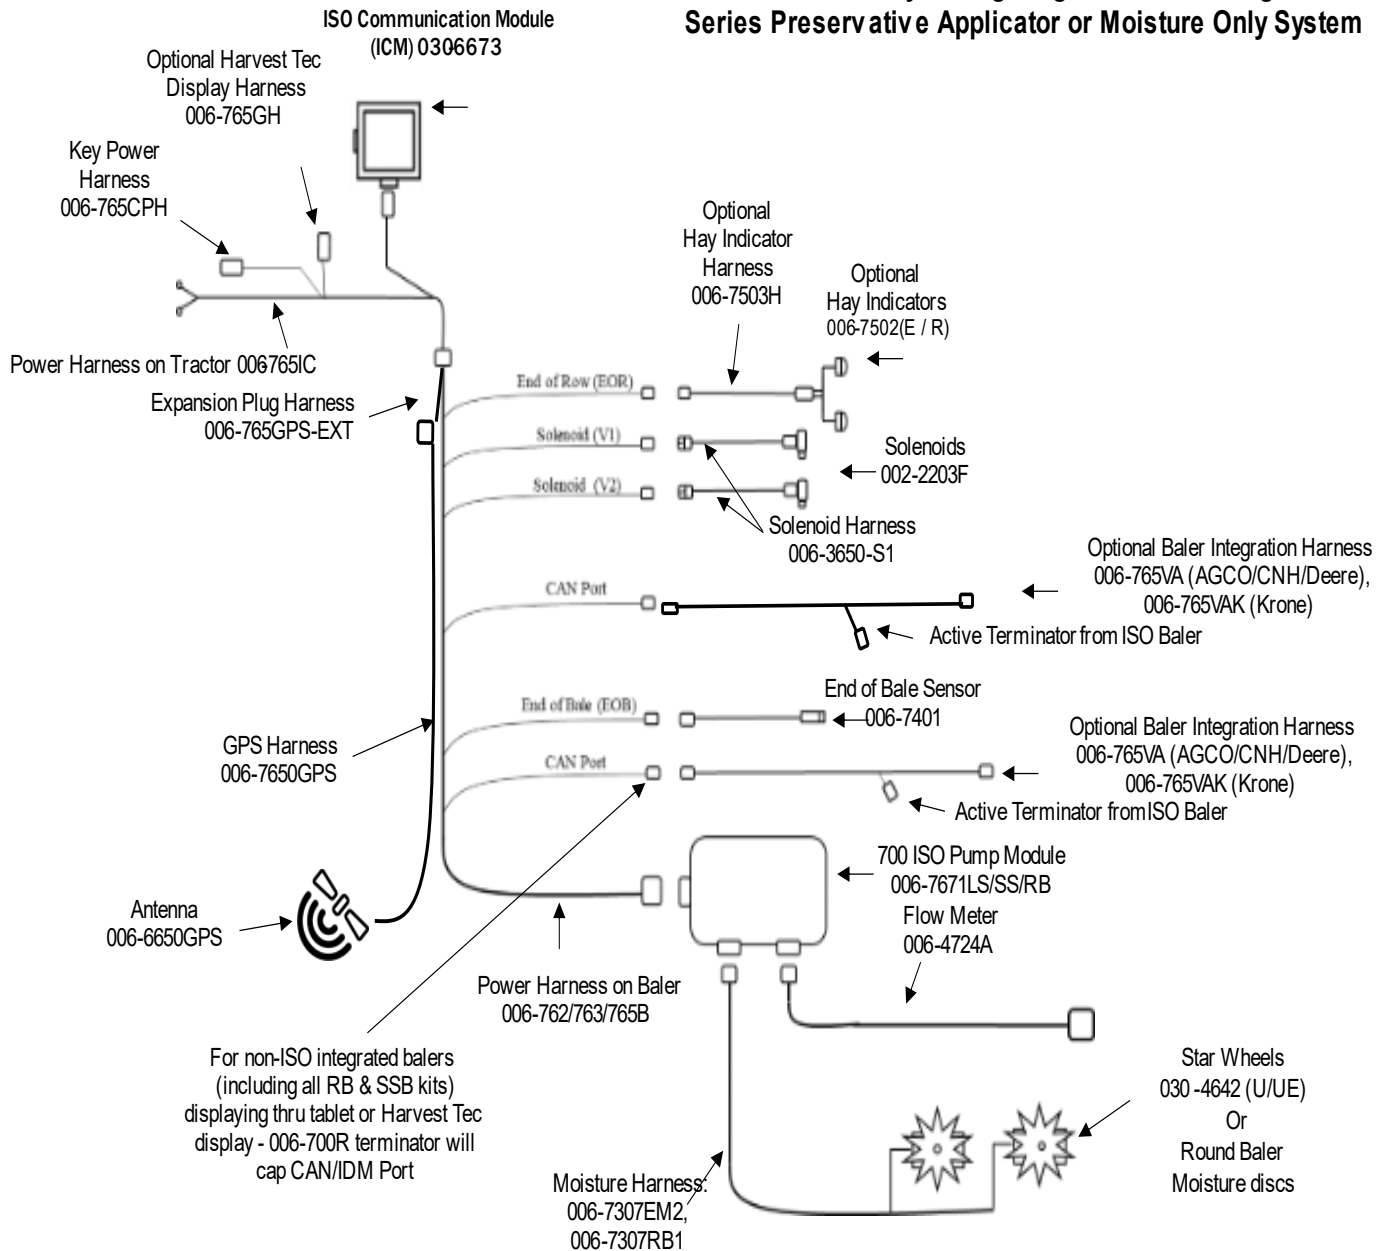 Series Preservative Applicator or Moisture Only System
ISO Communication Module
(ICM) 030-6673
Optional Harvest Tec
Display Harness
006-765GH
Key Power
Harness
006-765CPH
Power Harness on Tractor 006-765IC
Expansion Plug Harness
006-765GPS-EXT
Optional
Hay Indicator
Harness
006-7503H
Optional
Hay Indicators
006-7502(E / R)
End of Row (EOR)
Solenoid (V1)
Solenoid (V2)
Solenoids
002-2203F
Solenoid Harness
006-3650-S1
CAN Port
Optional Baler Integration Harness
006-765VA (AGCO/CNH/Deere),
006-765VAK (Krone)
Active Terminator from ISO Baler
End of Bale (EOB)
End of Bale Sensor
006-7401
CAN Port
Optional Baler Integration Harness
006-765VA (AGCO/CNH/Deere),
006-765VAK (Krone)
Active Terminator from ISO Baler
GPS Harness
006-7650GPS
Antenna
006-6650GPS
700 ISO Pump Module
006-7671LS/SS/RB
Flow Meter
006-4724A
Power Harness on Baler
006-762/763/765B
For non-ISO integrated balers
(including all RB & SSB kits)
displaying thru tablet or Harvest Tec
display - 006-700R terminator will
cap CAN/IDM Port
Moisture Harness:
006-7307EM2,
006-7307RB1
Star Wheels
030 -4642 (U/UE)
Or
Round Baler
Moisture discs